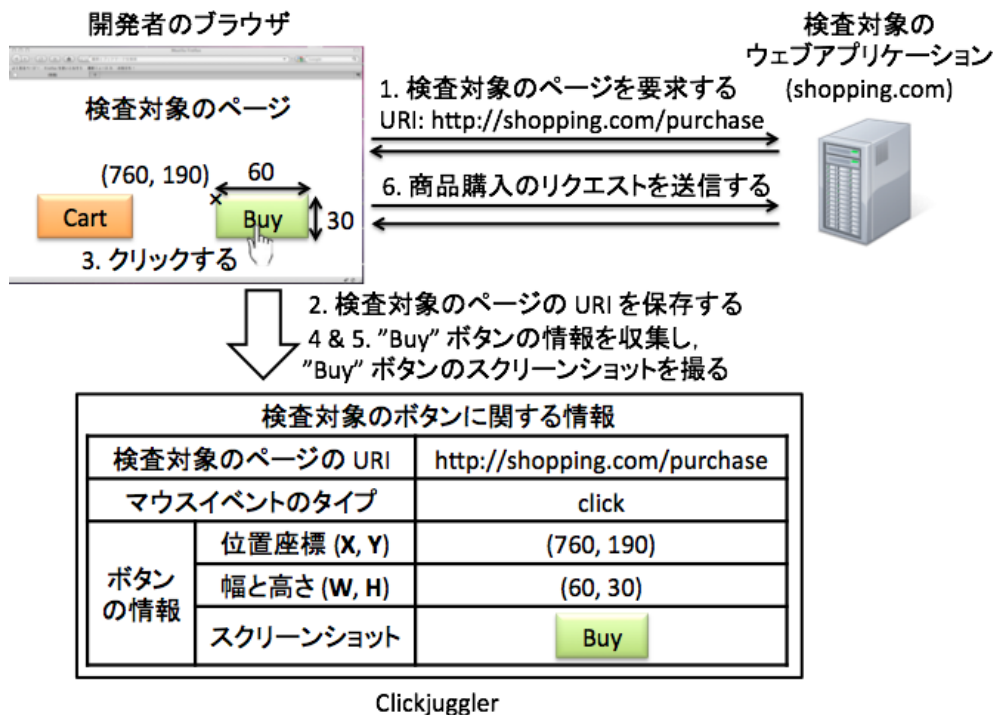 開発者のブラウザ
検査対象の
ウェブアプリケーション
(shopping.com)
検査対象のページ
1. 検査対象のページを要求する
URI: http://shopping.com/purchase
(760, 190)
60
6. 商品購入のリクエストを送信する
Cart
Buy
30
3. クリックする
2. 検査対象のページの URI を保存する
4 & 5. ”Buy” ボタンの情報を収集し,
”Buy” ボタンのスクリーンショットを撮る
検査対象のボタンに関する情報
検査対象のページの URI
http://shopping.com/purchase
マウスイベントのタイプ
click
ボタン
の情報
位置座標 (X, Y)
(760, 190)
幅と高さ (W, H)
(60, 30)
スクリーンショット
Buy
Clickjuggler